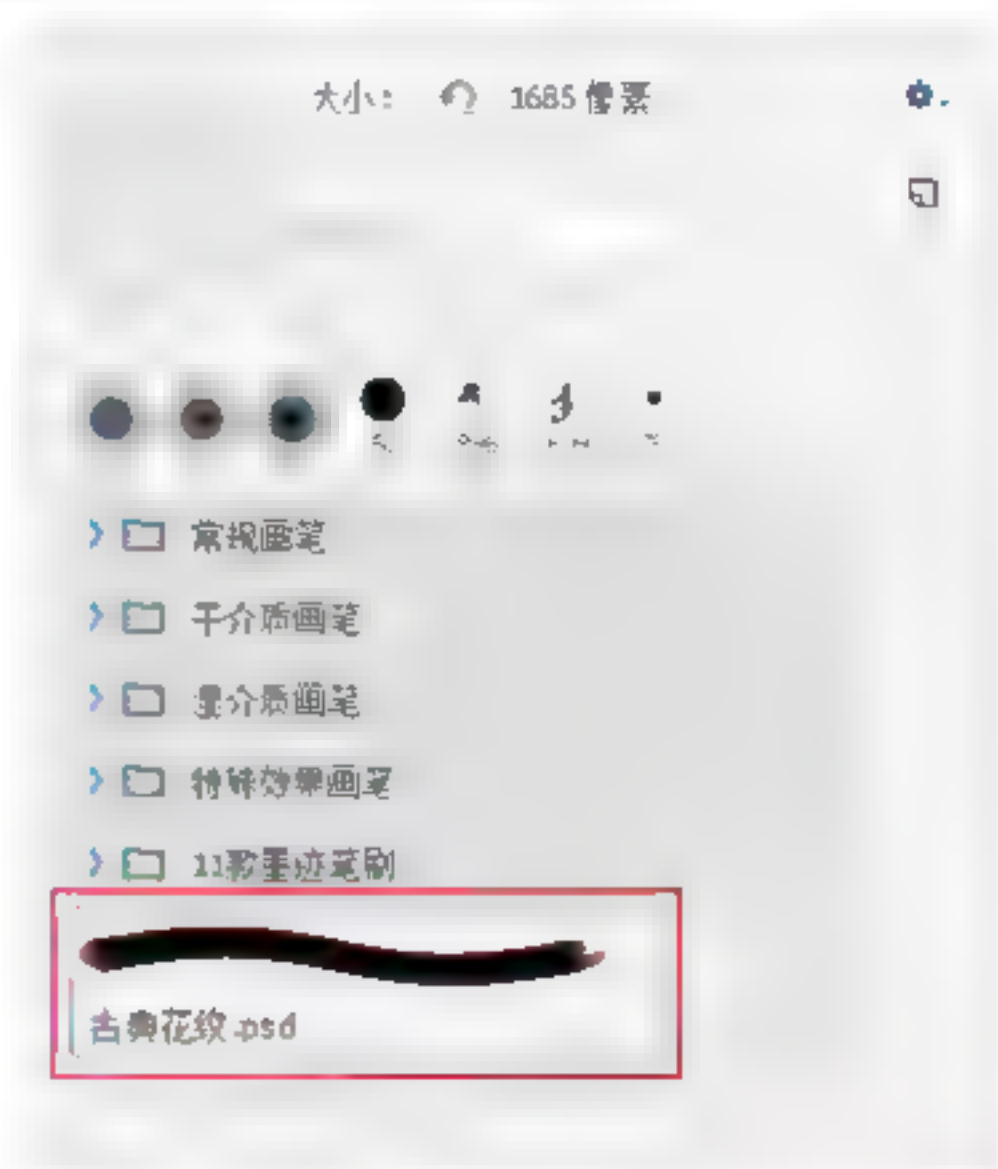 大小： 1685 像素
常规画笔
干介质画笔
湿介质画笔
特殊效果画笔
11款墨迹笔刷
古典花纹.psd